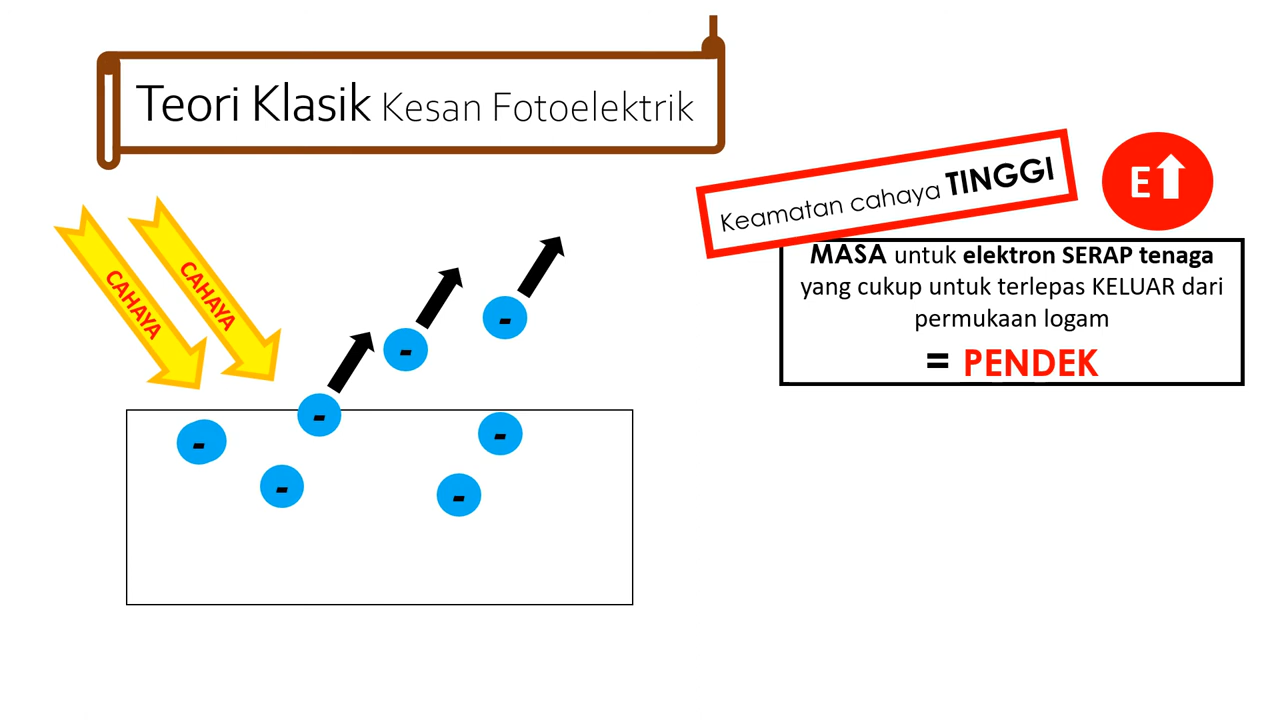 Teori Klasik Kesan Fotoelektrik
Keamatan cahaya TINGGI
E
MASA untuk elektron SERAP tenaga
yang cukup untuk terlepas KELUAR dari
permukaan logam
= PENDEK
CAHAYA
CAHAYA
-
-
-
-
-
-
-